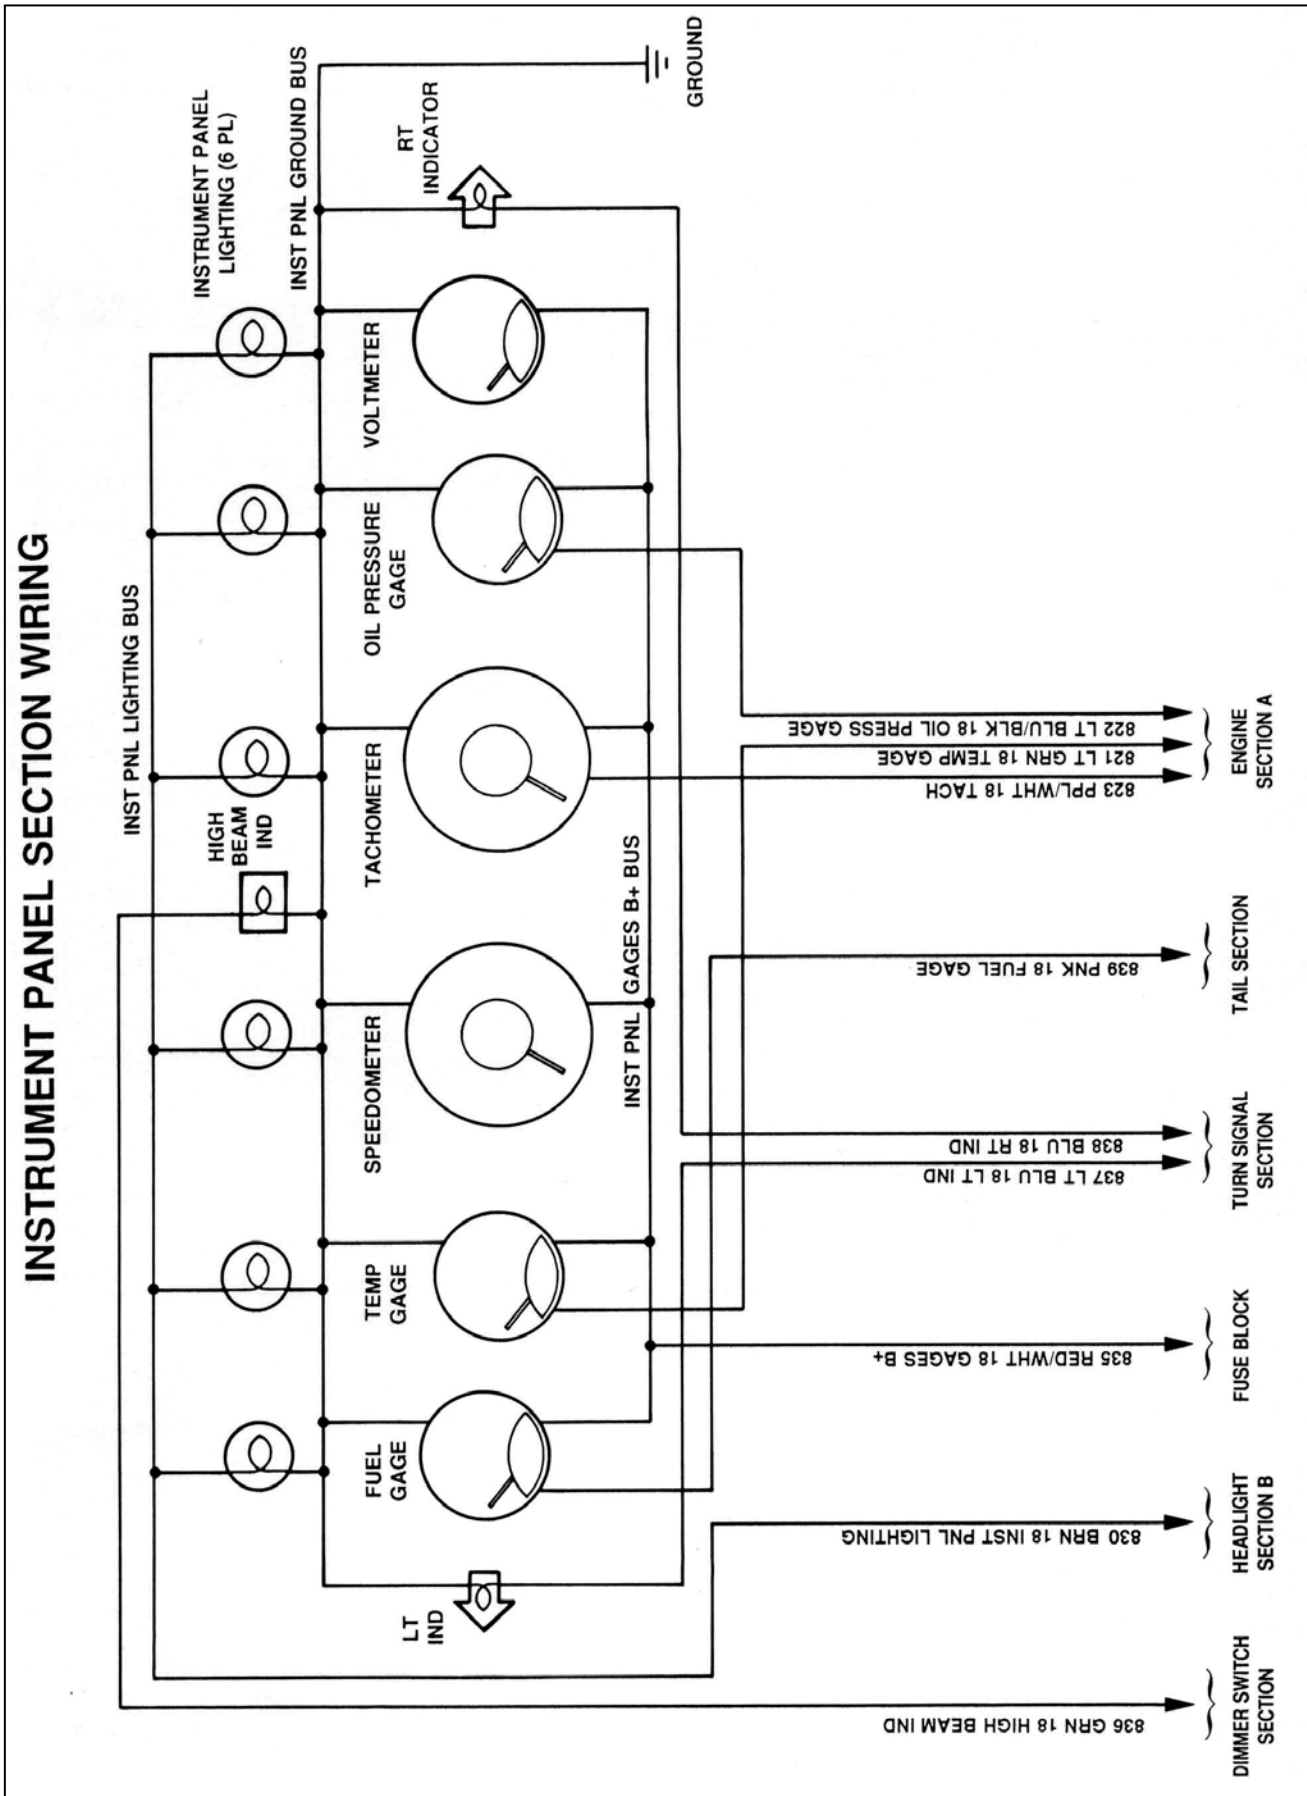 INSTRUMENT PANEL SECTION WIRING
INSTRUMENT PANEL
LIGHTING (6 PL)
INST PNL LIGHTING BUS
HIGH
BEAM
IND
INST PNL GROUND BUS
LT
IND
FUEL
GAGE
TEMP
GAGE
SPEEDOMETER
TACHOMETER
OIL PRESSURE
GAGE
VOLTMETER
RT
INDICATOR
INST PNL GAGES B+ BUS
GROUND
836 GRN 18 HIGH BEAM IND
830 BRN 18 INST PNL LIGHTING
835 RED/WHT 18 GAGES B+
837 LT BLU 18 LT IND
838 BLU 18 RT IND
839 PNK 18 FUEL GAGE
823 PPL/WHT 18 TACH
821 LT GRN 18 TEMP GAGE
822 LT BLU/BLK 18 OIL PRESS GAGE
DIMMER SWITCH
SECTION
HEADLIGHT
SECTION B
FUSE BLOCK
TURN SIGNAL
SECTION
TAIL SECTION
ENGINE
SECTION A